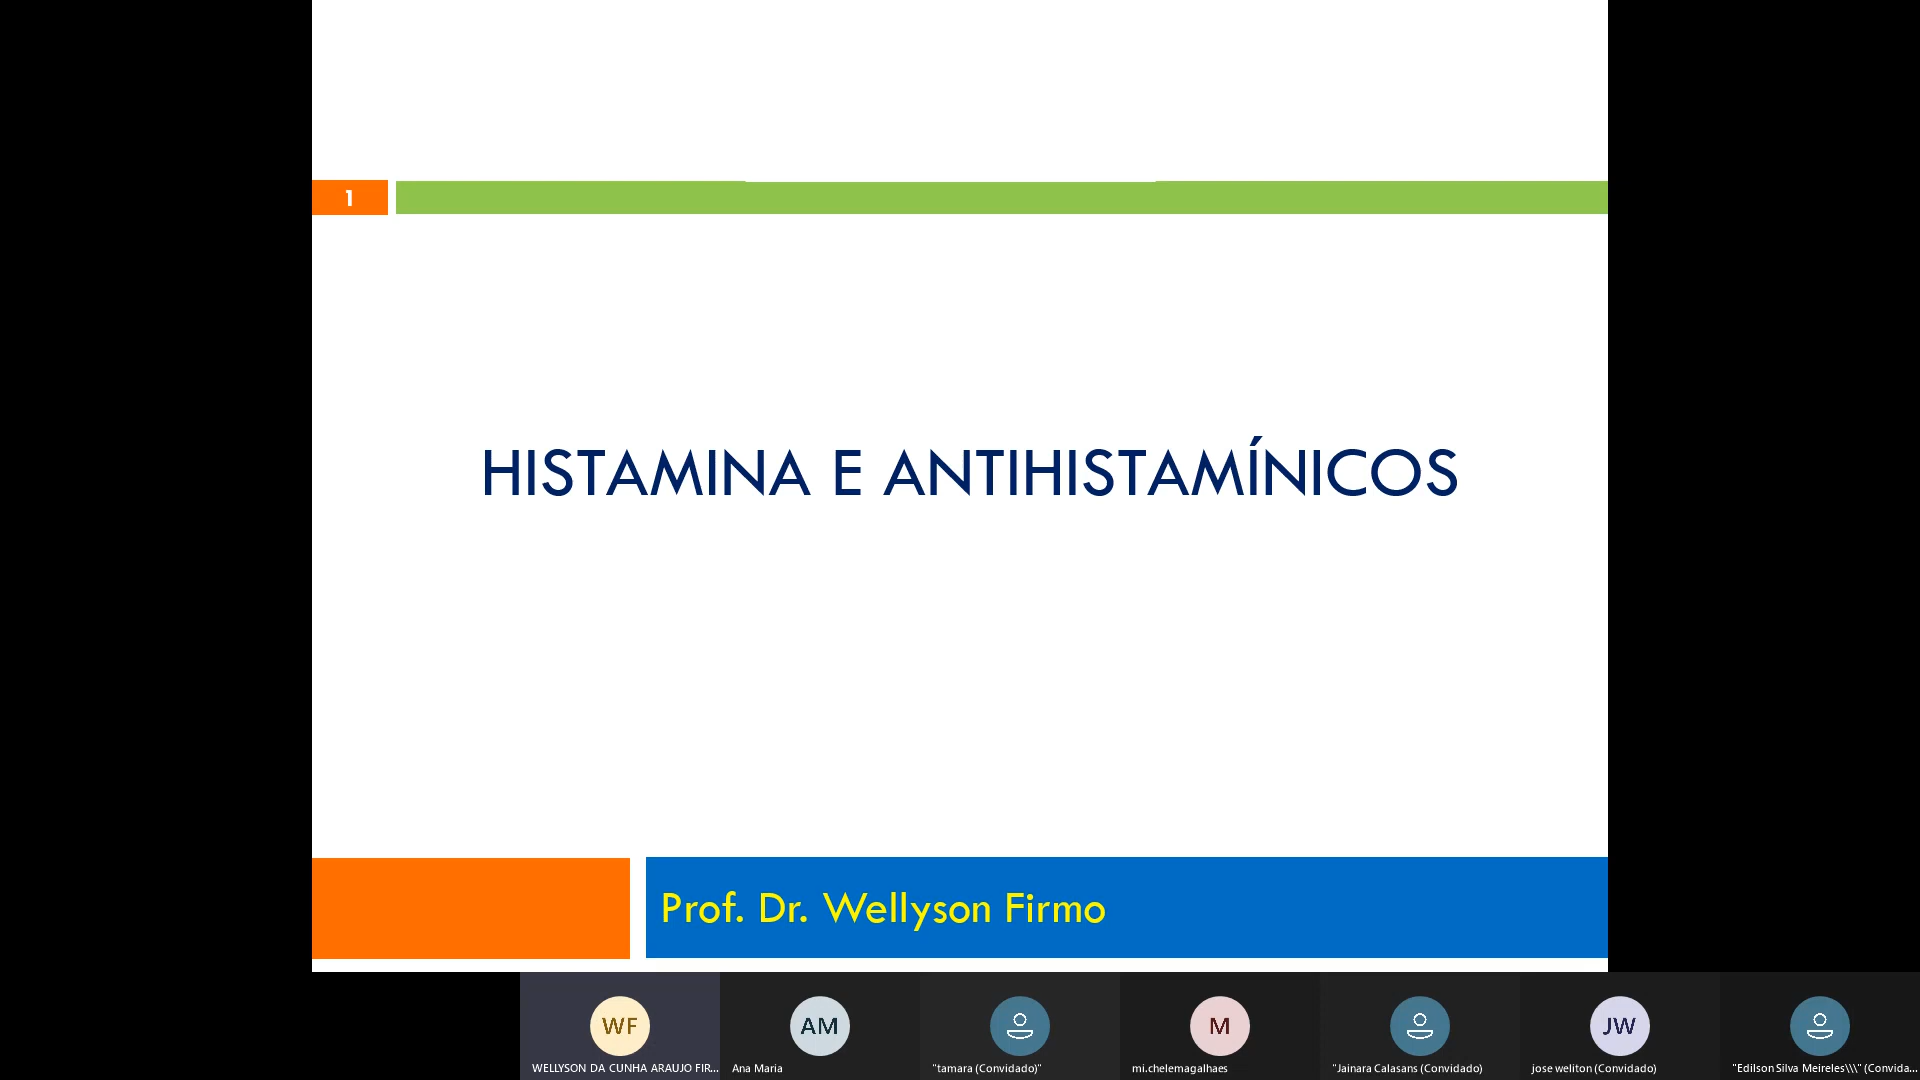 1
HISTAMINA E ANTIHISTAMÍNICOS
Prof. Dr. Wellyson Firmo
WF
AM
M
JW
WELLYSON DA CUNHA ARAUJO FIR...
Ana Maria
"tamara (Convidado)"
mi.chelemagalhaes
"Jainara Calasans (Convidado)
jose weliton (Convidado)
"Edilson Silva Meireles\\\" (Convida...